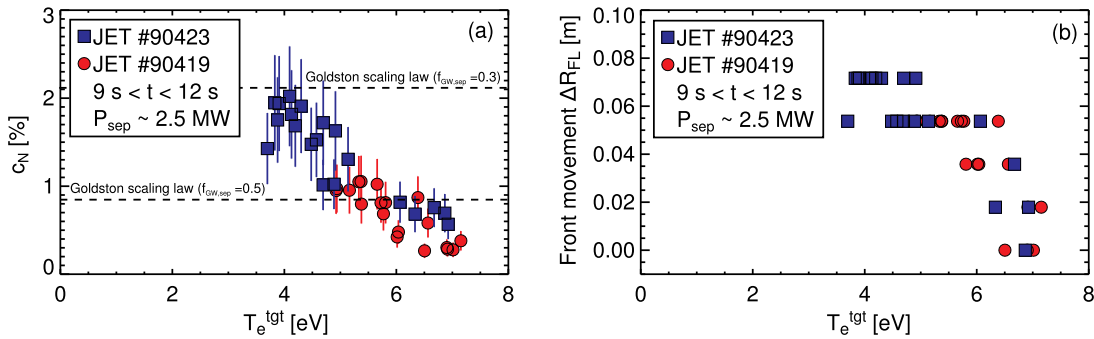 (a)
JET #90423
JET #90419
9 s < t < 12 s
P_sep ~ 2.5 MW
Goldston scaling law (f_GW,sep =0.3)
Goldston scaling law (f_GW,sep =0.5)
c_N [%]
3
2
1
0
0 2 4 6 8
T_e^tgt [eV]
(b)
JET #90423
JET #90419
9 s < t < 12 s
P_sep ~ 2.5 MW
Front movement ΔR_FL [m]
0.10
0.08
0.06
0.04
0.02
0.00
0 2 4 6 8
T_e^tgt [eV]